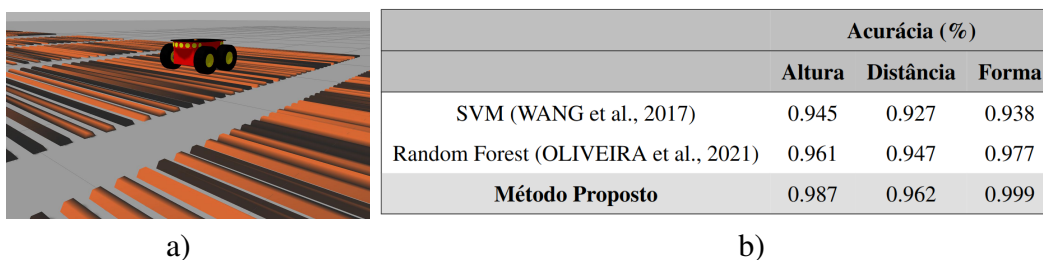 Acurácia (%)
Altura Distância Forma
SVM (WANG et al., 2017) 0.945 0.927 0.938
Random Forest (OLIVEIRA et al., 2021) 0.961 0.947 0.977
Método Proposto 0.987 0.962 0.999
a) b)